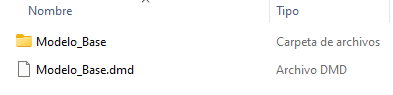 Nombre Tipo
Modelo_Base Carpeta de archivos
Modelo_Base.dmd Archivo DMD